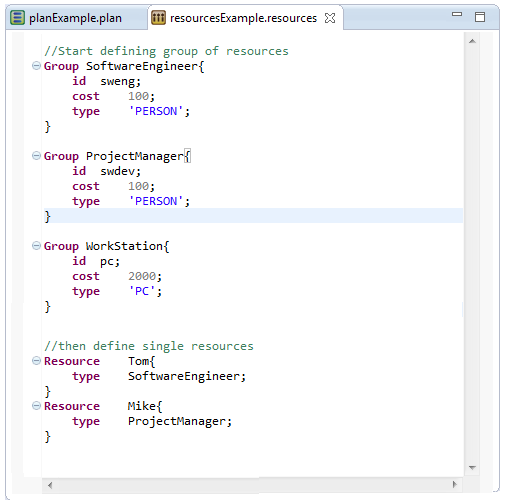 planExample.plan resourcesExample.resources
//Start defining group of resources
Group SoftwareEngineer{
    id  sweng;
    cost    100;
    type    'PERSON';
}
Group ProjectManager{
    id  swdev;
    cost    100;
    type    'PERSON';
}
Group WorkStation{
    id  pc;
    cost    2000;
    type    'PC';
}
//then define single resources
Resource    Tom{
    type    SoftwareEngineer;
}
Resource    Mike{
    type    ProjectManager;
}